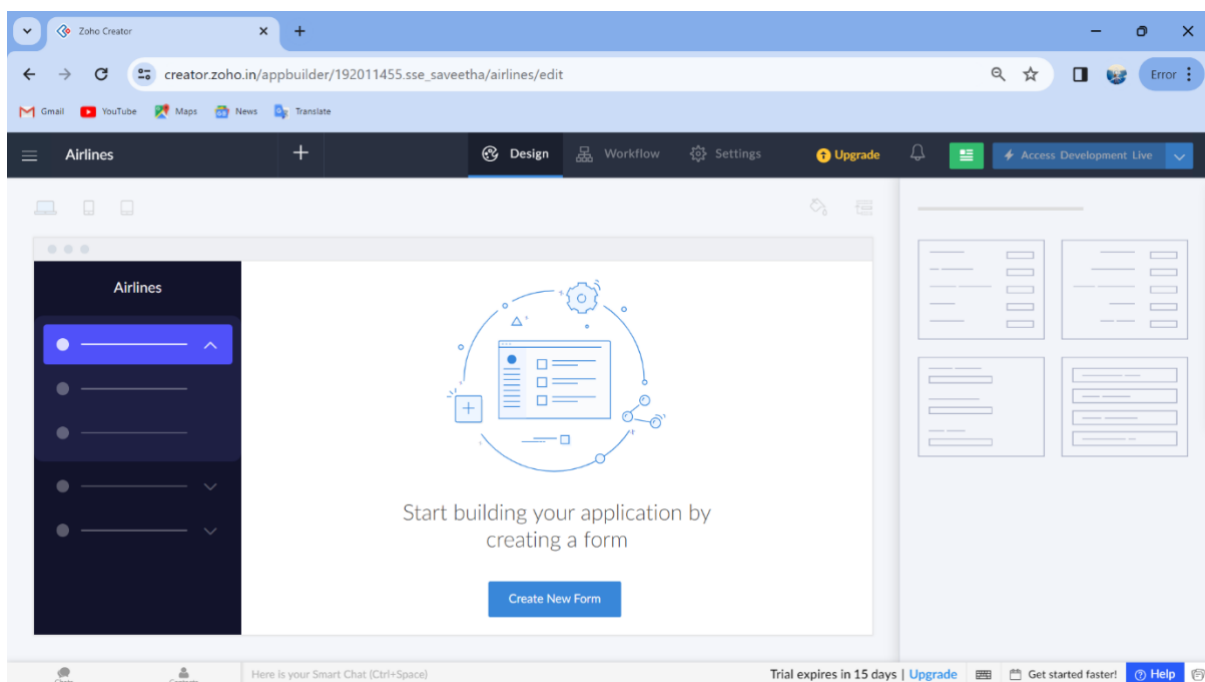 Zoho Creator
creator.zoho.in/appbuilder/192011455.sse_saveetha/airlines/edit
Error
Gmail YouTube Maps News Translate
Airlines
Design Workflow Settings Upgrade Access Development Live
Airlines
Start building your application by
creating a form
Create New Form
Here is your Smart Chat (Ctrl+Space)
Trial expires in 15 days | Upgrade Get started faster! Help